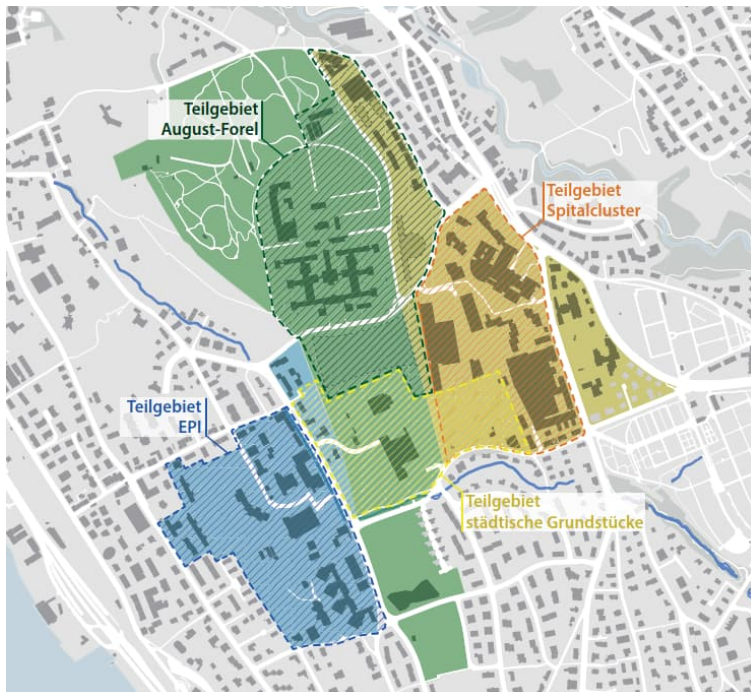 Teilgebiet
August-Forel
Teilgebiet
Spitalcluster
Teilgebiet
EPI
Teilgebiet
städtische Grundstücke